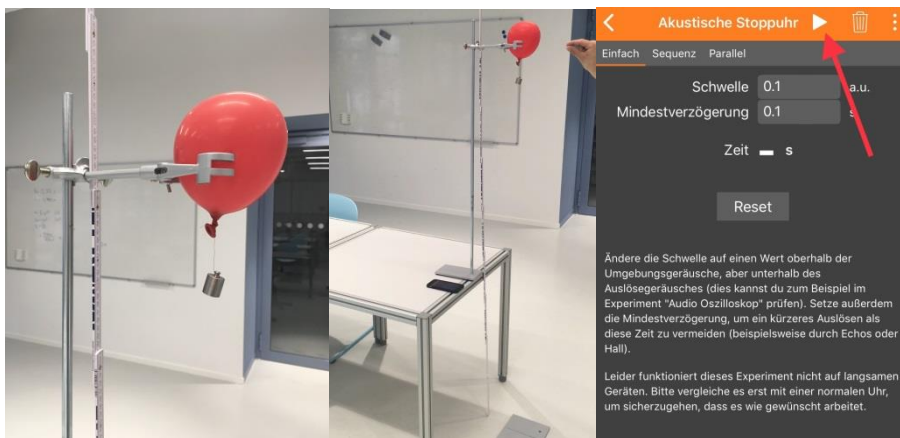 Akustische Stoppuhr
Einfach Sequenz Parallel
Schwelle 0.1 a.u.
Mindestverzögerung 0.1 s
Zeit s
Reset
Ändere die Schwelle auf einen Wert oberhalb der
Umgebungsgeräusche, aber unterhalb des
Auslösegeräusches (dies kannst du zum Beispiel im
Experiment "Audio Oszilloskop" prüfen). Setze außerdem
die Mindestverzögerung, um ein kürzeres Auslösen als
diese Zeit zu vermeiden (beispielsweise durch Echos oder
Hall).
Leider funktioniert dieses Experiment nicht auf langsamen
Geräten. Bitte vergleiche es erst mit einer normalen Uhr,
um sicherzugehen, dass es wie gewünscht arbeitet.